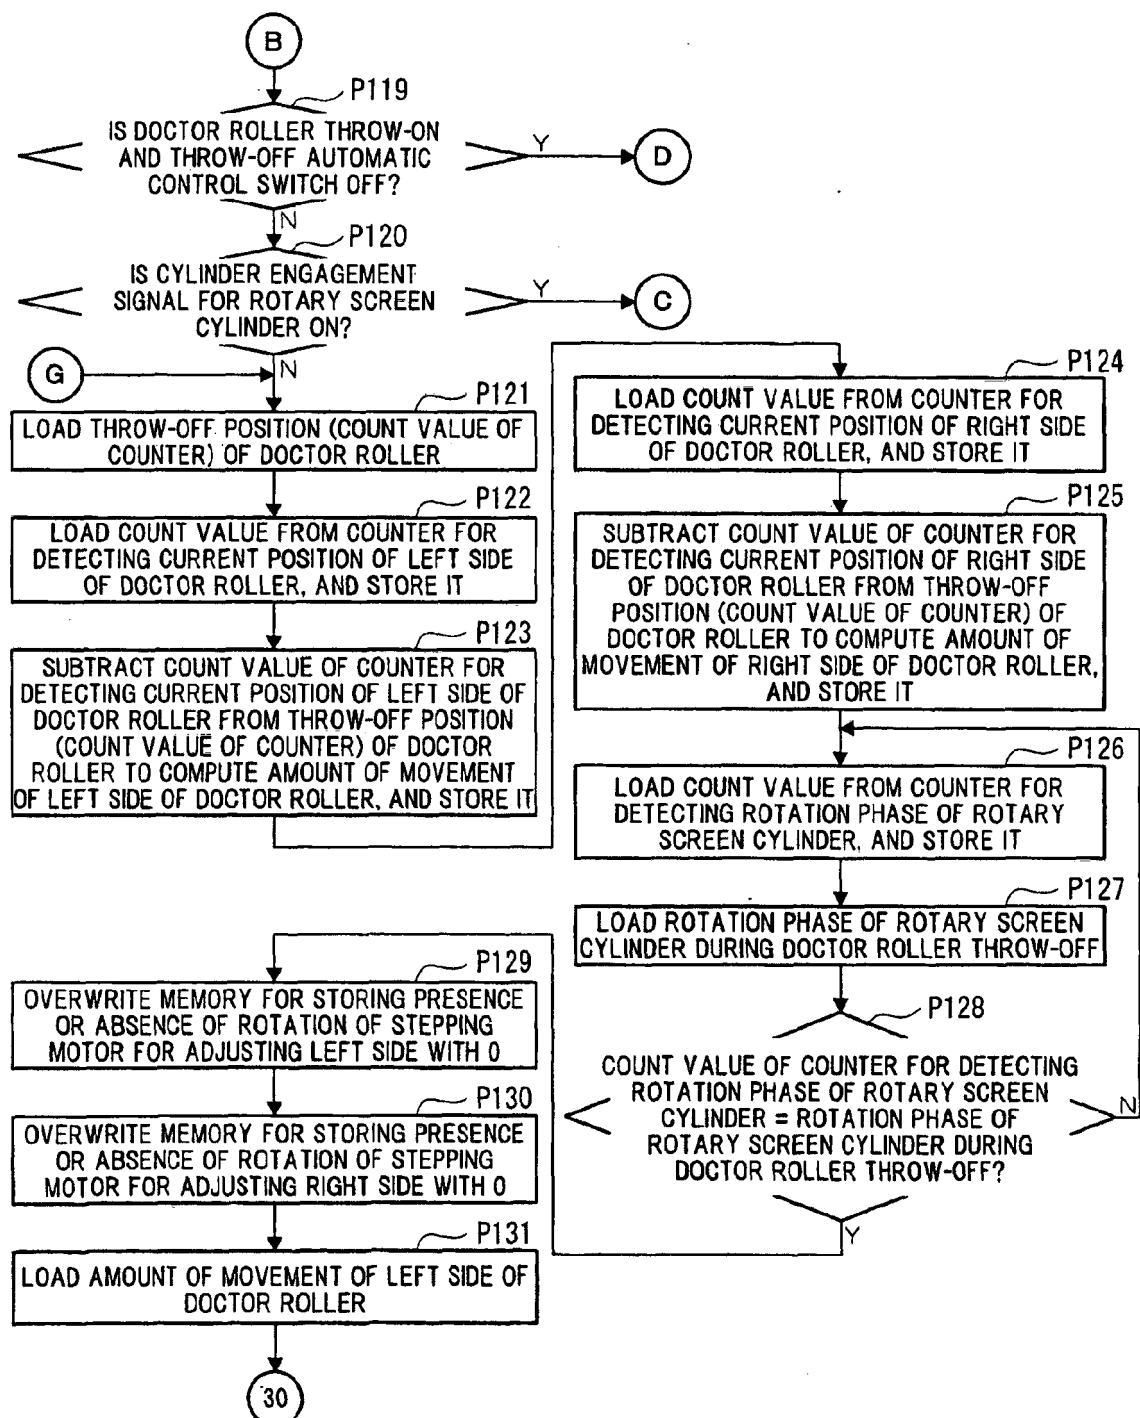 B
P119
IS DOCTOR ROLLER THROW-ON
AND THROW-OFF AUTOMATIC
CONTROL SWITCH OFF?
Y
D
N
P120
IS CYLINDER ENGAGEMENT
SIGNAL FOR ROTARY SCREEN
CYLINDER ON?
Y
C
N
G
P121
LOAD THROW-OFF POSITION (COUNT VALUE OF
COUNTER) OF DOCTOR ROLLER
P122
LOAD COUNT VALUE FROM COUNTER FOR
DETECTING CURRENT POSITION OF LEFT SIDE
OF DOCTOR ROLLER, AND STORE IT
P123
SUBTRACT COUNT VALUE OF COUNTER FOR
DETECTING CURRENT POSITION OF LEFT SIDE OF
DOCTOR ROLLER FROM THROW-OFF POSITION
(COUNT VALUE OF COUNTER) OF DOCTOR
ROLLER TO COMPUTE AMOUNT OF MOVEMENT
OF LEFT SIDE OF DOCTOR ROLLER, AND STORE IT
P124
LOAD COUNT VALUE FROM COUNTER FOR
DETECTING CURRENT POSITION OF RIGHT SIDE
OF DOCTOR ROLLER, AND STORE IT
P125
SUBTRACT COUNT VALUE OF COUNTER FOR
DETECTING CURRENT POSITION OF RIGHT SIDE
OF DOCTOR ROLLER FROM THROW-OFF
POSITION (COUNT VALUE OF COUNTER) OF
DOCTOR ROLLER TO COMPUTE AMOUNT OF
MOVEMENT OF RIGHT SIDE OF DOCTOR ROLLER,
AND STORE IT
P126
LOAD COUNT VALUE FROM COUNTER FOR
DETECTING ROTATION PHASE OF ROTARY
SCREEN CYLINDER, AND STORE IT
P127
LOAD ROTATION PHASE OF ROTARY SCREEN
CYLINDER DURING DOCTOR ROLLER THROW-OFF
P128
COUNT VALUE OF COUNTER FOR DETECTING
ROTATION PHASE OF ROTARY SCREEN
CYLINDER = ROTATION PHASE OF
ROTARY SCREEN CYLINDER DURING
DOCTOR ROLLER THROW-OFF?
N
Y
P129
OVERWRITE MEMORY FOR STORING PRESENCE
OR ABSENCE OF ROTATION OF STEPPING
MOTOR FOR ADJUSTING LEFT SIDE WITH 0
P130
OVERWRITE MEMORY FOR STORING PRESENCE
OR ABSENCE OF ROTATION OF STEPPING
MOTOR FOR ADJUSTING RIGHT SIDE WITH 0
P131
LOAD AMOUNT OF MOVEMENT OF LEFT SIDE OF
DOCTOR ROLLER
30